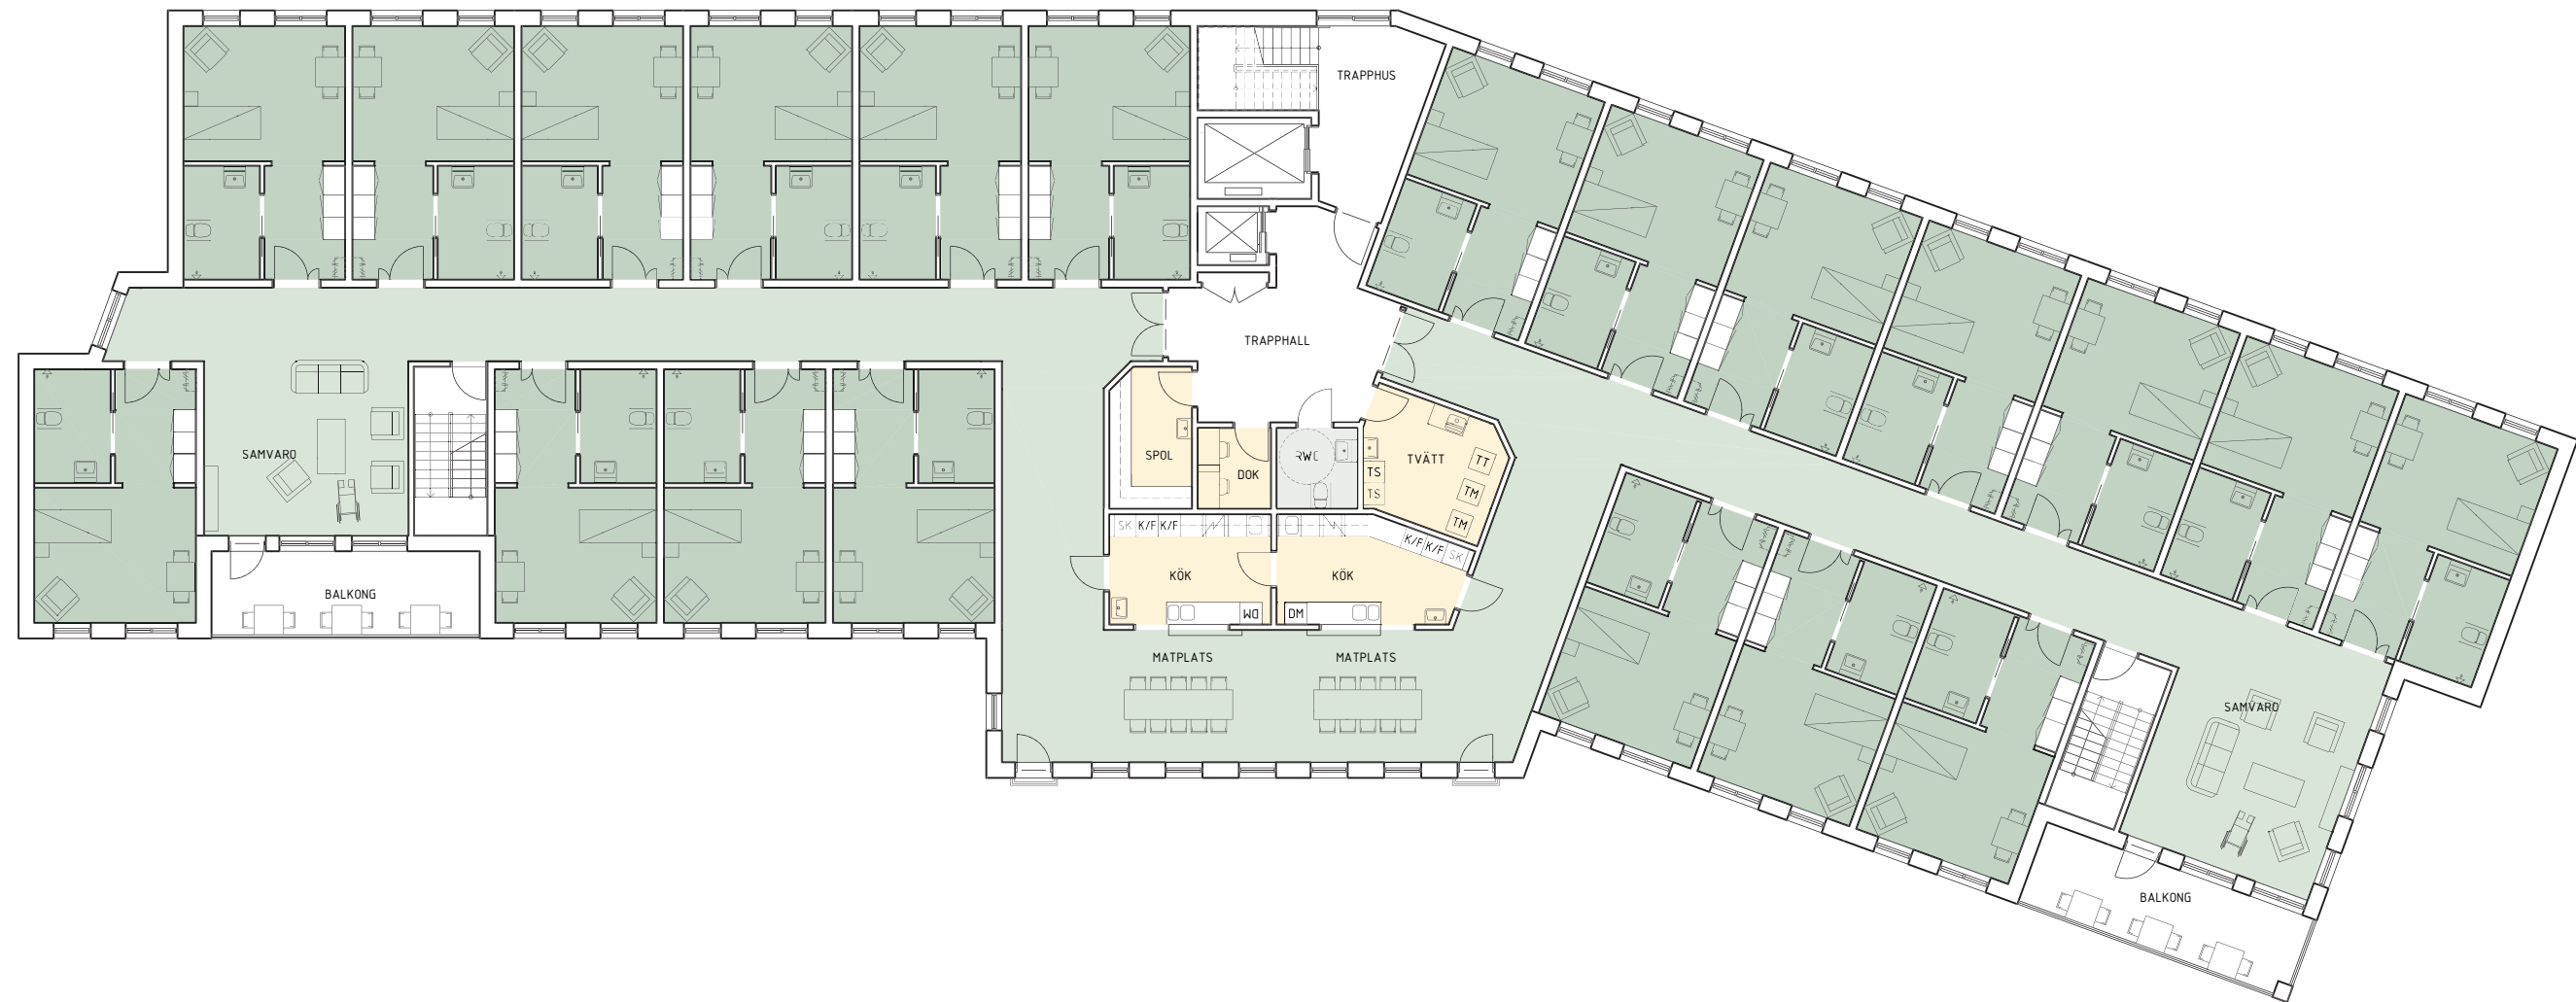 TRAPPHUS
TRAPPHALL
SAMVARO
SPOL
DOK
RWC
TVÄTT
TS
TS
TT
TM
TM
SK
K/F
K/F
K/F
K/F
SK
KÖK
KÖK
BALKONG
DM
DM
MATPLATS
MATPLATS
SAMVARO
BALKONG